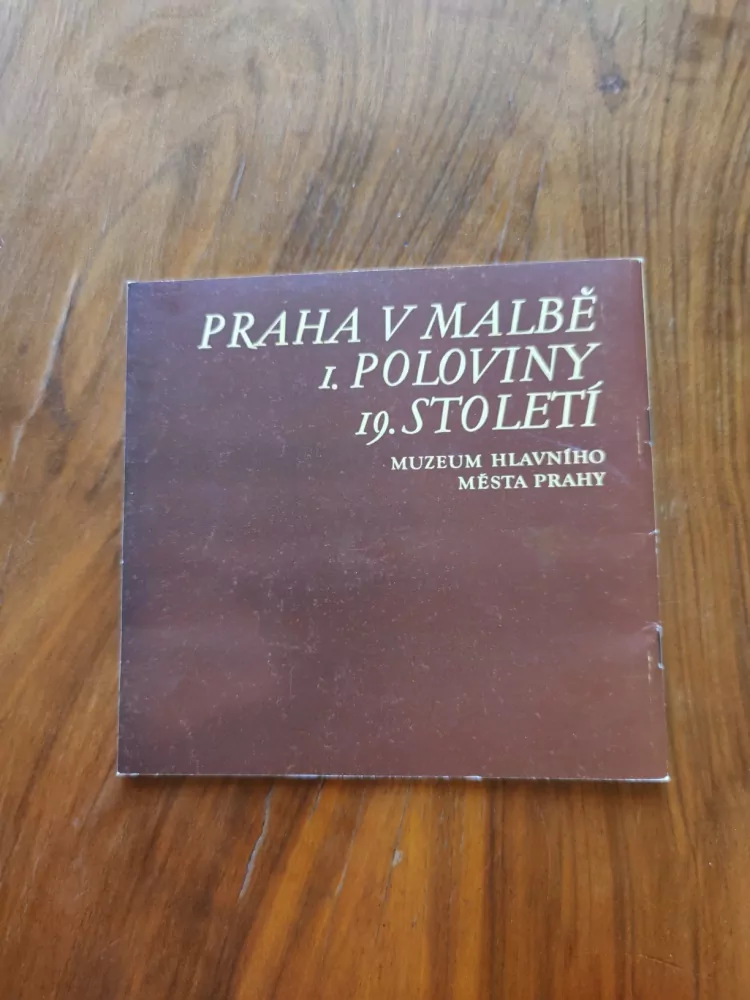 PRAHA V MALBĚ
1. POLOVINY
19. STOLETÍ
MUZEUM HLAVNÍHO
MĚSTA PRAHY